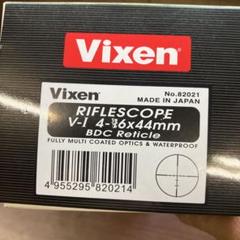 Vixen®
No.82021
MADE IN JAPAN
Vixen®
RIFLESCOPE
V-I 4-16x44mm
BDC Reticle
FULLY MULTI COATED OPTICS & WATERPROOF
4 955295 820214